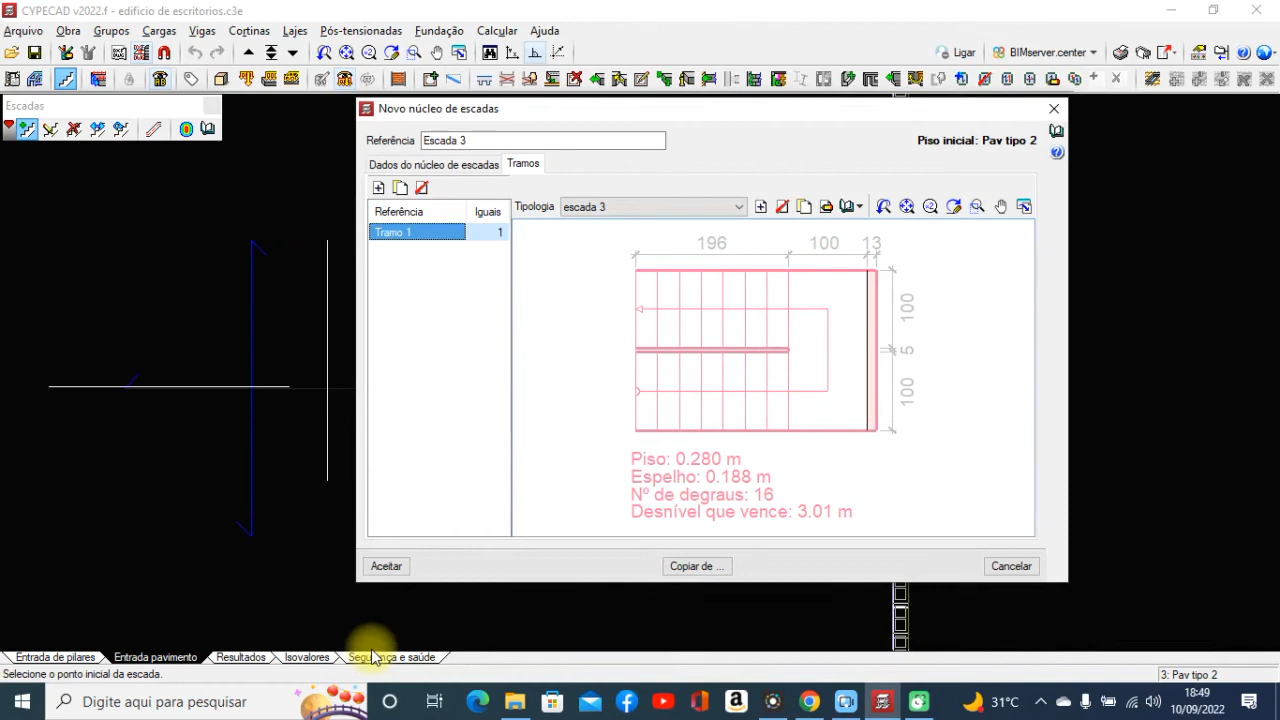 CYPECAD v2022.f - edificio de escritorios.c3e
Arquivo Obra Grupos Cargas Vigas Cortinas Lajes Pós-tensionadas Fundação Calcular Ajuda
Ligar BIMserver.center
Escadas
Novo núcleo de escadas
Referência Escada 3 Piso inicial: Pav tipo 2
Dados do núcleo de escadas Tramos
Referência Iguais Tipologia escada 3
Tramo 1 1
196 100 13
100
5
100
Piso: 0.280 m
Espelho: 0.188 m
Nº de degraus: 16
Desnível que vence: 3.01 m
Aceitar Copiar de ... Cancelar
Entrada de pilares Entrada pavimento Resultados Isovalores Segurança e saúde
Selecione o ponto inicial da escada. 3: Pav tipo 2
Digite aqui para pesquisar 31°C 18:49
10/09/2022